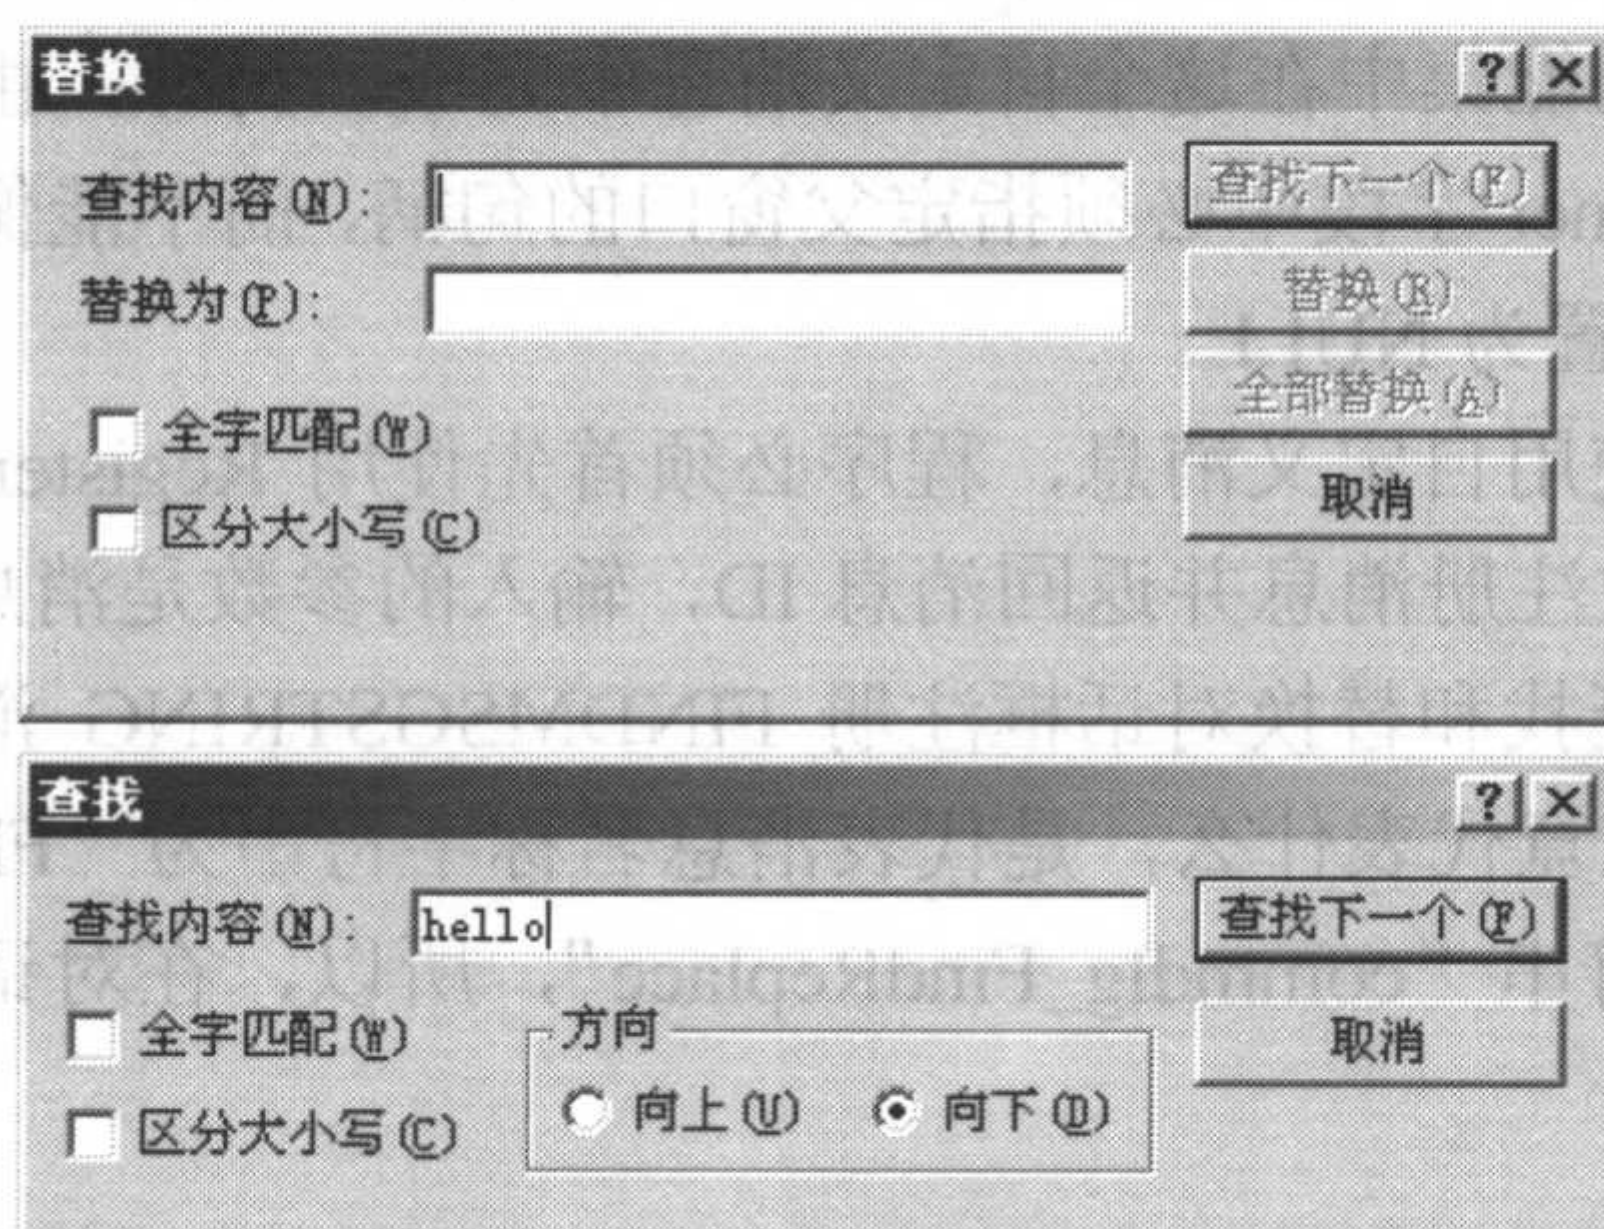 替换
查找内容(N):
查找下一个(F)
替换为(P):
替换(R)
全部替换(A)
全字匹配(W)
取消
区分大小写(C)
查找
查找内容(N): hello
查找下一个(F)
全字匹配(W)
方向
取消
区分大小写(C)
向上(U)
向下(D)